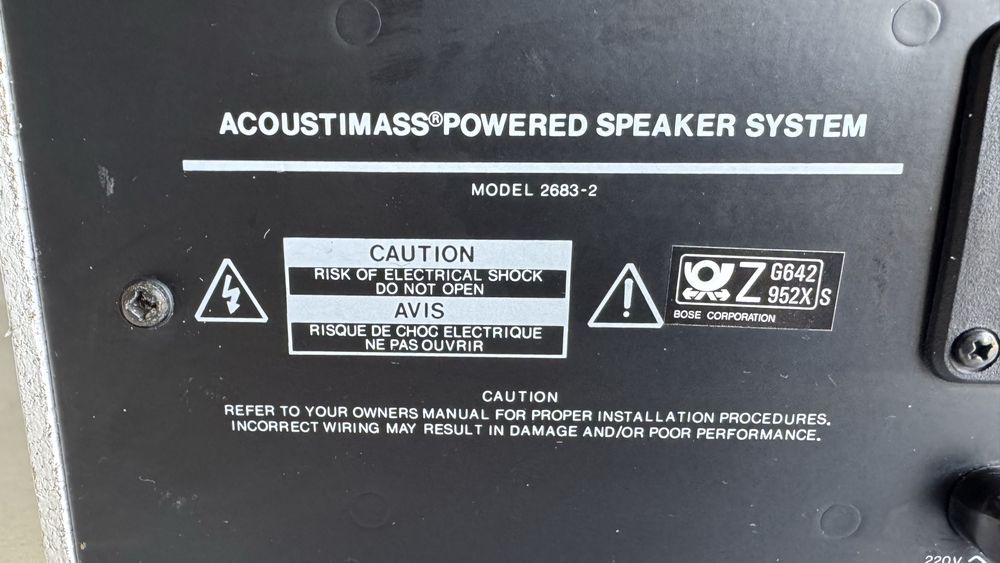 ACOUSTIMASS®POWERED SPEAKER SYSTEM
MODEL 2683-2
CAUTION
RISK OF ELECTRICAL SHOCK
DO NOT OPEN
AVIS
RISQUE DE CHOC ELECTRIQUE
NE PAS OUVRIR
Z G642
952X S
BOSE CORPORATION
CAUTION
REFER TO YOUR OWNERS MANUAL FOR PROPER INSTALLATION PROCEDURES.
INCORRECT WIRING MAY RESULT IN DAMAGE AND/OR POOR PERFORMANCE.
220V